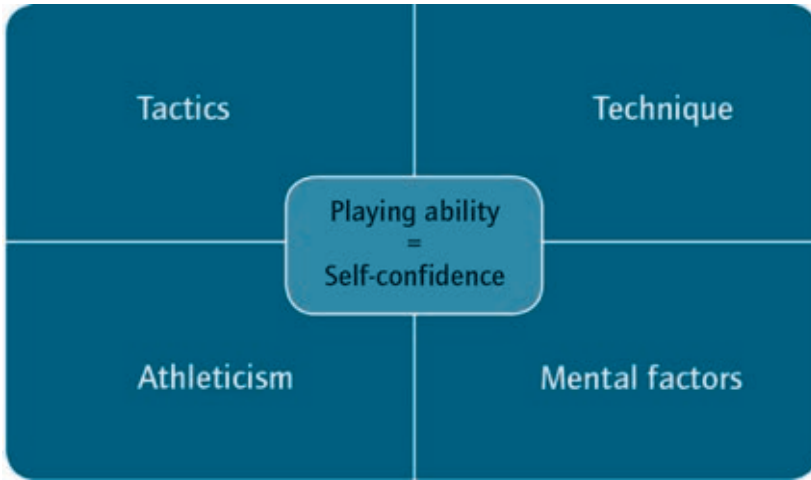 Tactics
Technique
Playing ability
=
Self-confidence
Athleticism
Mental factors